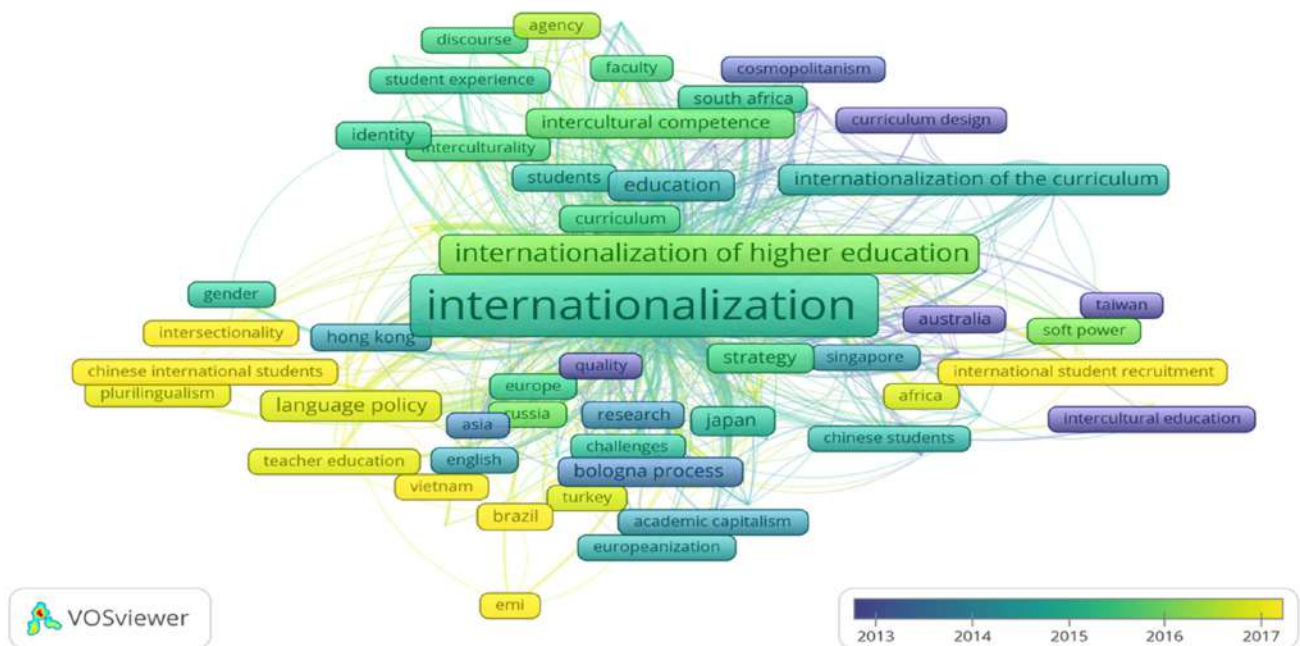 agency
discourse
faculty
cosmopolitanism
student experience
south africa
intercultural competence
curriculum design
identity
interculturality
students
education
internationalization of the curriculum
curriculum
internationalization of higher education
internationalization
gender
taiwan
intersectionality
hong kong
australia
soft power
strategy
singapore
quality
chinese international students
international student recruitment
plurilingualism
europe
africa
language policy
russia
research
japan
intercultural education
asia
challenges
chinese students
teacher education
english
bologna process
vietnam
turkey
brazil
academic capitalism
europeanization
emi
VOSviewer
2013 2014 2015 2016 2017